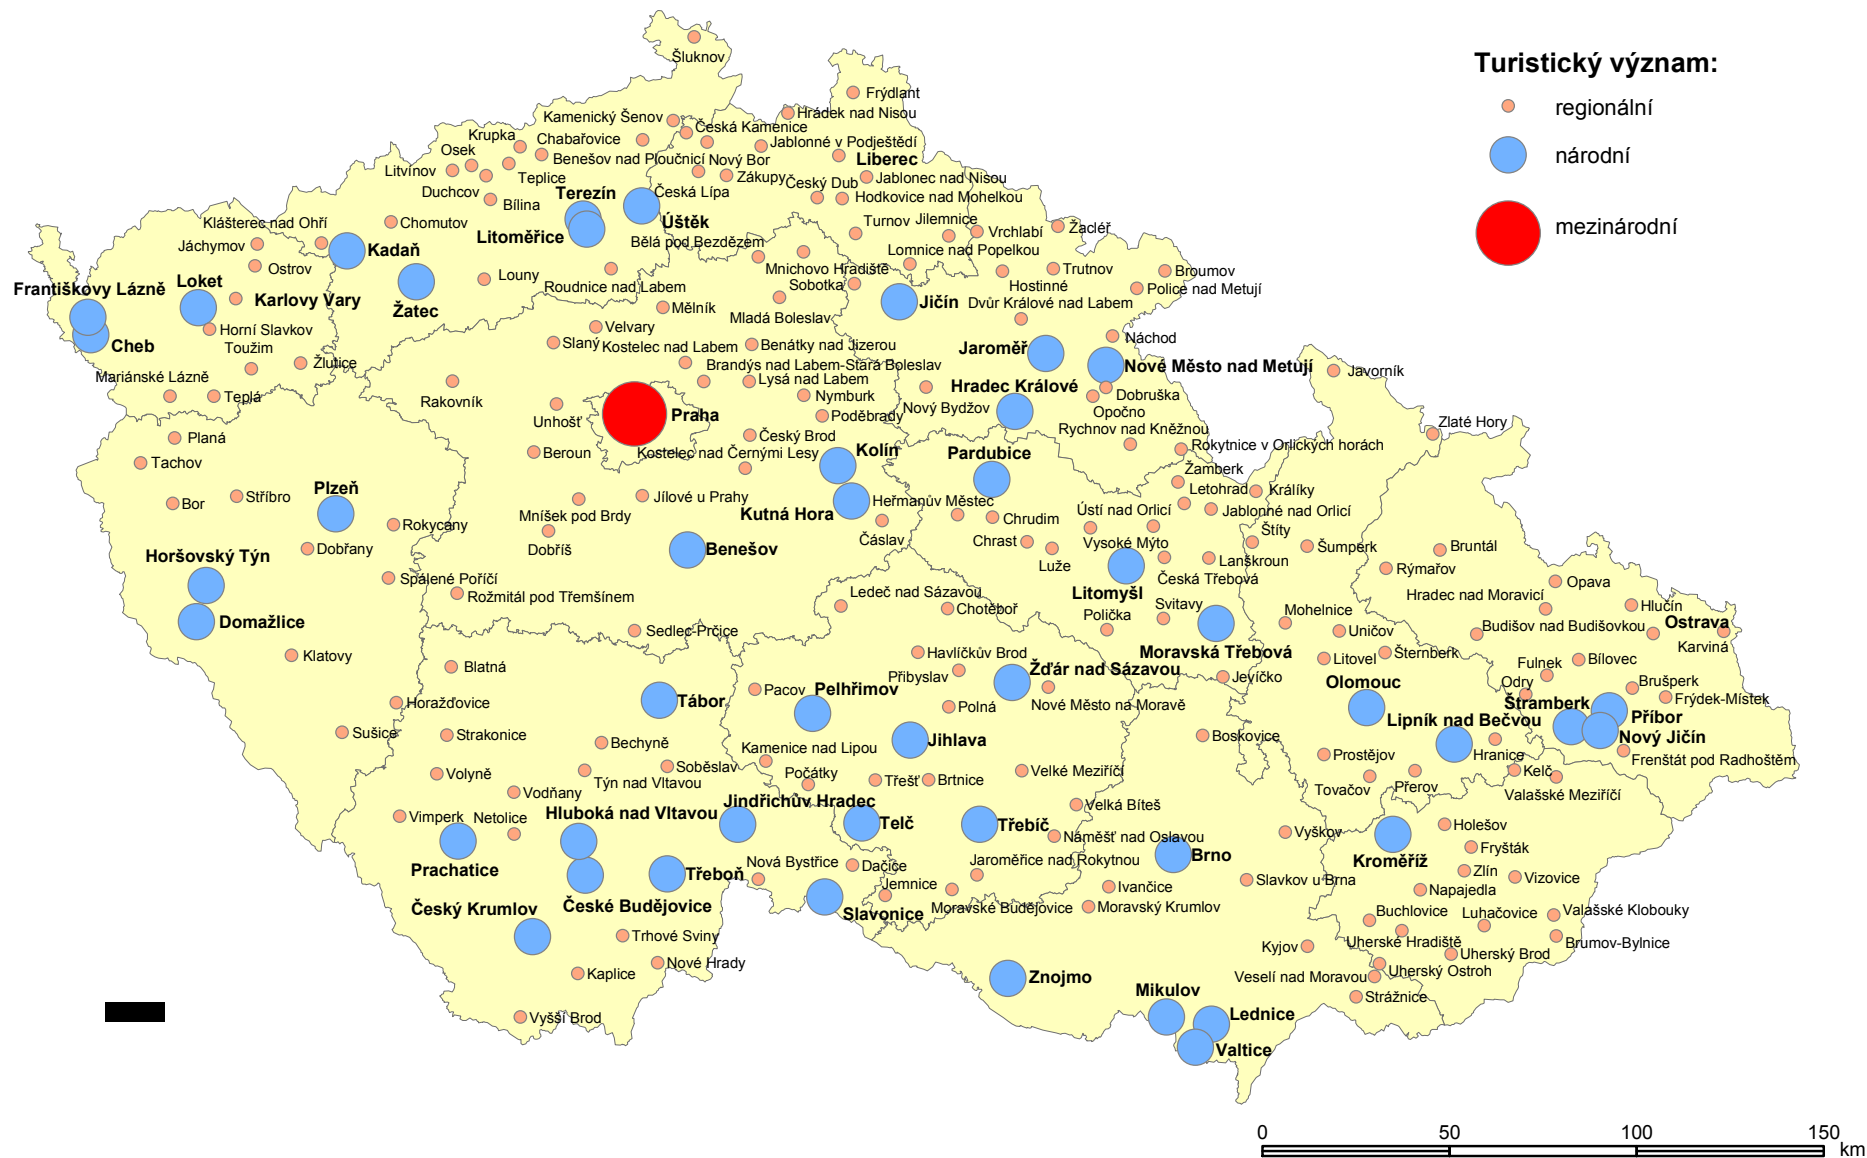 Turistický význam:
regionální
národní
mezinárodní
Šluknov
Frýdlant
Hrádek nad Nisou
Kamenický Šenov
Česká Kamenice
Krupka
Chabařovice
Jablonné v Podještědí
Osek
Benešov nad Ploučnicí
Nový Bor
Liberec
Litvínov
Teplice
Zákupy
Český Dub
Jablonec nad Nisou
Duchcov
Terezín
Česká Lípa
Hodkovice nad Mohelkou
Bílina
Klášterec nad Ohří
Chomutov
Úštěk
Turnov
Jilemnice
Žacléř
Jáchymov
Kadaň
Litoměřice
Bělá pod Bezdězem
Vrchlabí
Lomnice nad Popelkou
Ostrov
Louny
Mnichovo Hradiště
Trutnov
Broumov
Františkovy Lázně
Loket
Karlovy Vary
Roudnice nad Labem
Sobotka
Hostinné
Police nad Metují
Žatec
Mělník
Jičín
Dvůr Králové nad Labem
Mladá Boleslav
Horní Slavkov
Velvary
Cheb
Toužim
Slaný
Kostelec nad Labem
Benátky nad Jizerou
Jaroměř
Náchod
Žlutice
Brandýs nad Labem-Stará Boleslav
Nové Město nad Metují
Javorník
Mariánské Lázně
Lysá nad Labem
Hradec Králové
Teplá
Rakovník
Nymburk
Dobruška
Unhošť
Praha
Poděbrady
Nový Bydžov
Opočno
Zlaté Hory
Planá
Český Brod
Rychnov nad Kněžnou
Rokytnice v Orlických horách
Tachov
Beroun
Kostelec nad Černými Lesy
Kolín
Pardubice
Žamberk
Plzeň
Stříbro
Bor
Jílové u Prahy
Heřmanův Městec
Letohrad
Králíky
Mníšek pod Brdy
Kutná Hora
Chrudim
Ústí nad Orlicí
Jablonné nad Orlicí
Rokycany
Dobříš
Čáslav
Chrast
Vysoké Mýto
Štíty
Horšovský Týn
Dobřany
Benešov
Luže
Lanškroun
Šumperk
Bruntál
Spálené Poříčí
Česká Třebová
Rýmařov
Opava
Rožmitál pod Třemšínem
Ledeč nad Sázavou
Litomyšl
Hradec nad Moravicí
Chotěboř
Svitavy
Mohelnice
Hlučín
Domažlice
Sedlec-Prčice
Polička
Uničov
Budišov nad Budišovkou
Ostrava
Klatovy
Havlíčkův Brod
Moravská Třebová
Šternberk
Karviná
Blatná
Přibyslav
Žďár nad Sázavou
Jevíčko
Litovel
Fulnek
Bílovec
Horažďovice
Tábor
Pacov
Pelhřimov
Olomouc
Odry
Brušperk
Polná
Nové Město na Moravě
Štramberk
Frýdek-Místek
Sušice
Strakonice
Bechyně
Jihlava
Boskovice
Lipník nad Bečvou
Příbor
Kamenice nad Lipou
Prostějov
Hranice
Nový Jičín
Volyně
Týn nad Vltavou
Soběslav
Počátky
Třešť
Brtnice
Velké Meziříčí
Kelč
Frenštát pod Radhoštěm
Vodňany
Tovačov
Přerov
Valašské Meziříčí
Vimperk
Netolice
Hluboká nad Vltavou
Jindřichův Hradec
Telč
Třebíč
Velká Bíteš
Holešov
Náměšť nad Oslavou
Vyškov
Prachatice
Třeboň
Nová Bystřice
Dačice
Jaroměřice nad Rokytnou
Brno
Kroměříž
Fryšták
Zlín
Jemnice
Ivančice
Slavkov u Brna
Napajedla
Vizovice
Český Krumlov
České Budějovice
Slavonice
Moravské Budějovice
Moravský Krumlov
Buchlovice
Luhačovice
Valašské Klobouky
Trhové Sviny
Kyjov
Uherské Hradiště
Brumov-Bylnice
Kaplice
Nové Hrady
Znojmo
Veselí nad Moravou
Uherský Brod
Uherský Ostroh
Mikulov
Strážnice
Vyšší Brod
Lednice
Valtice
0 50 100 150
km